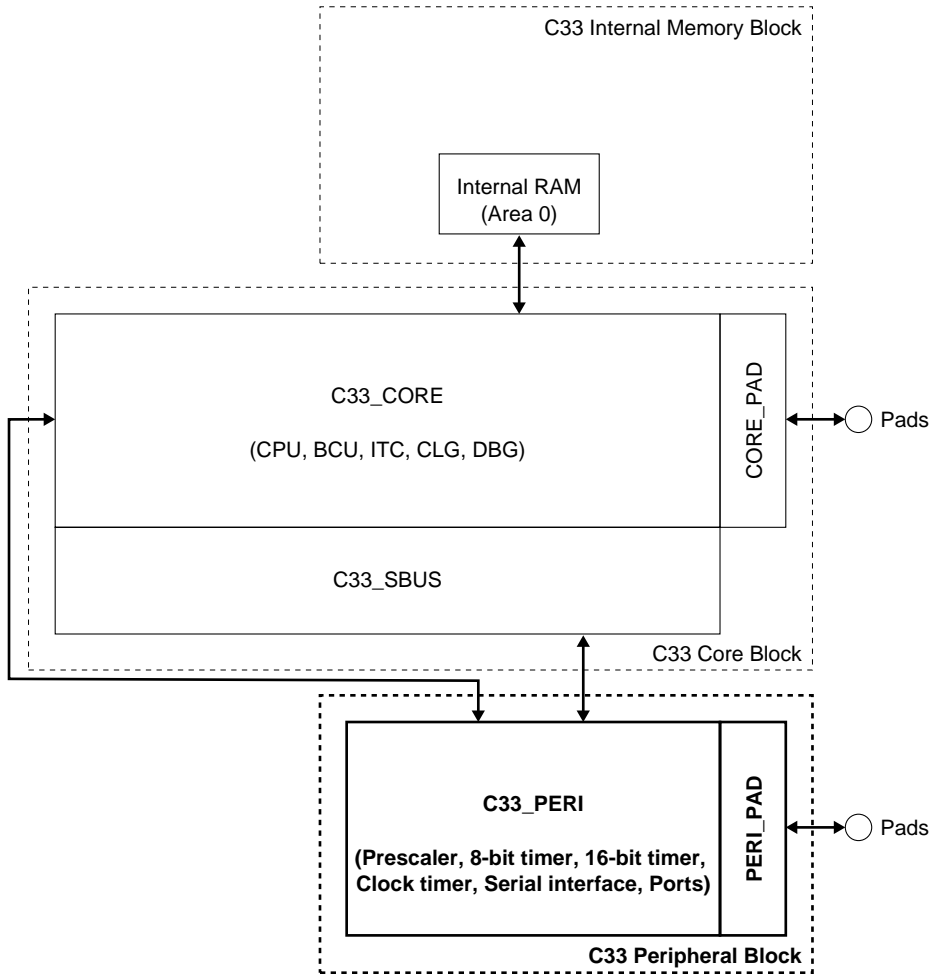 C33 Internal Memory Block
Internal RAM
(Area 0)
C33_CORE
(CPU, BCU, ITC, CLG, DBG)
CORE_PAD
Pads
C33_SBUS
C33 Core Block
C33_PERI
(Prescaler, 8-bit timer, 16-bit timer,
Clock timer, Serial interface, Ports)
PERI_PAD
Pads
C33 Peripheral Block